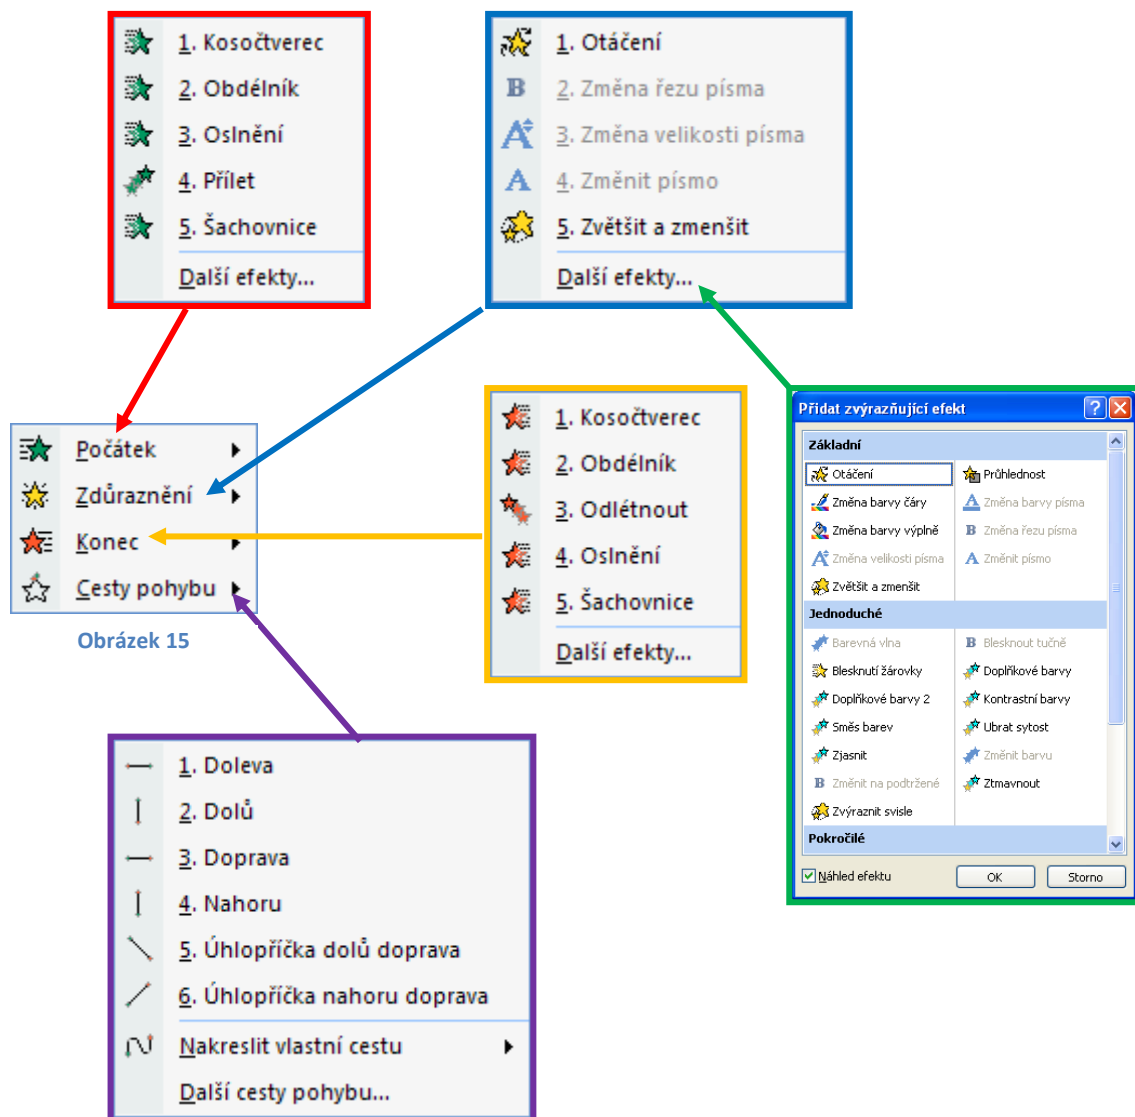 1. Kosočtverec
2. Obdélník
3. Oslnění
4. Přílet
5. Šachovnice
Další efekty...
1. Otáčení
2. Změna řezu písma
3. Změna velikosti písma
4. Změnit písmo
5. Zvětšit a zmenšit
Další efekty...
Počátek
Zdůraznění
Konec
Cesty pohybu
Obrázek 15
1. Kosočtverec
2. Obdélník
3. Odlétnout
4. Oslnění
5. Šachovnice
Další efekty...
Přidat zvýrazňující efekt
Základní
Otáčení
Průhlednost
Změna barvy čáry
Změna barvy písma
Změna barvy výplně
Změna řezu písma
Změna velikosti písma
Změnit písmo
Zvětšit a zmenšit
Jednoduché
Barevná vlna
Blesknout tučně
Blesknutí žárovky
Doplňkové barvy
Doplňkové barvy 2
Kontrastní barvy
Směs barev
Ubrat sytost
Zjasnit
Změnit barvu
Změnit na podtržené
Ztmavnout
Zvýraznit svisle
Pokročilé
Náhled efektu
OK
Storno
1. Doleva
2. Dolů
3. Doprava
4. Nahoru
5. Úhlopříčka dolů doprava
6. Úhlopříčka nahoru doprava
Nakreslit vlastní cestu
Další cesty pohybu...